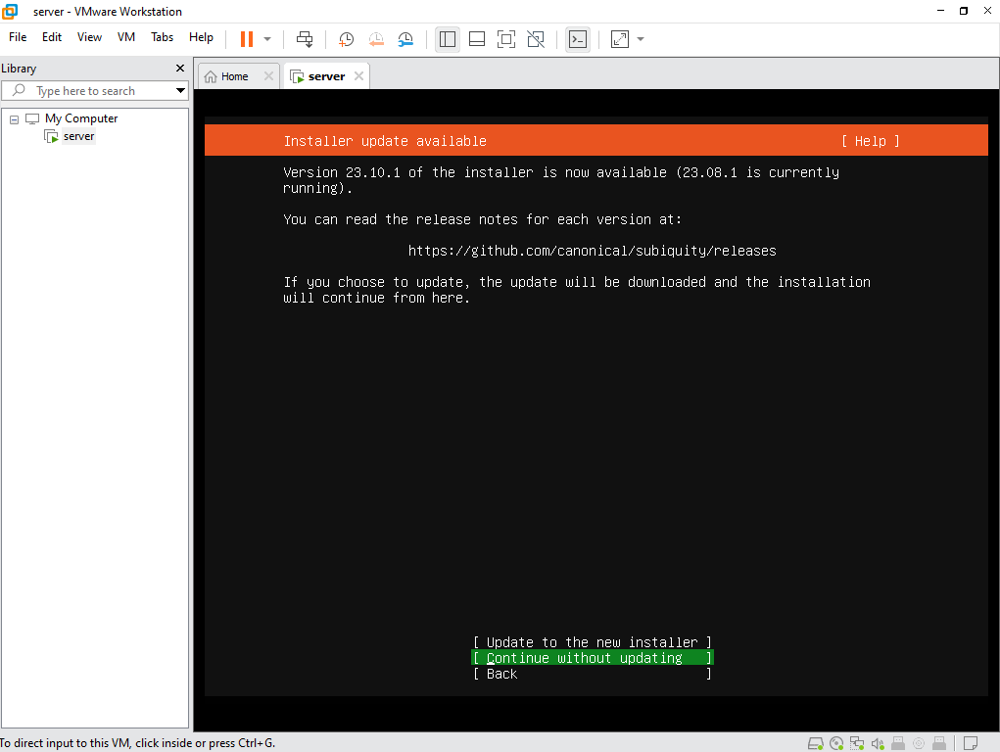 server - VMware Workstation
File Edit View VM Tabs Help
Library
Type here to search
My Computer
server
Home
server
Installer update available [ Help ]
Version 23.10.1 of the installer is now available (23.08.1 is currently
running).
You can read the release notes for each version at:
https://github.com/canonical/subiquity/releases
If you choose to update, the update will be downloaded and the installation
will continue from here.
[ Update to the new installer ]
[ Continue without updating ]
[ Back ]
To direct input to this VM, click inside or press Ctrl+G.